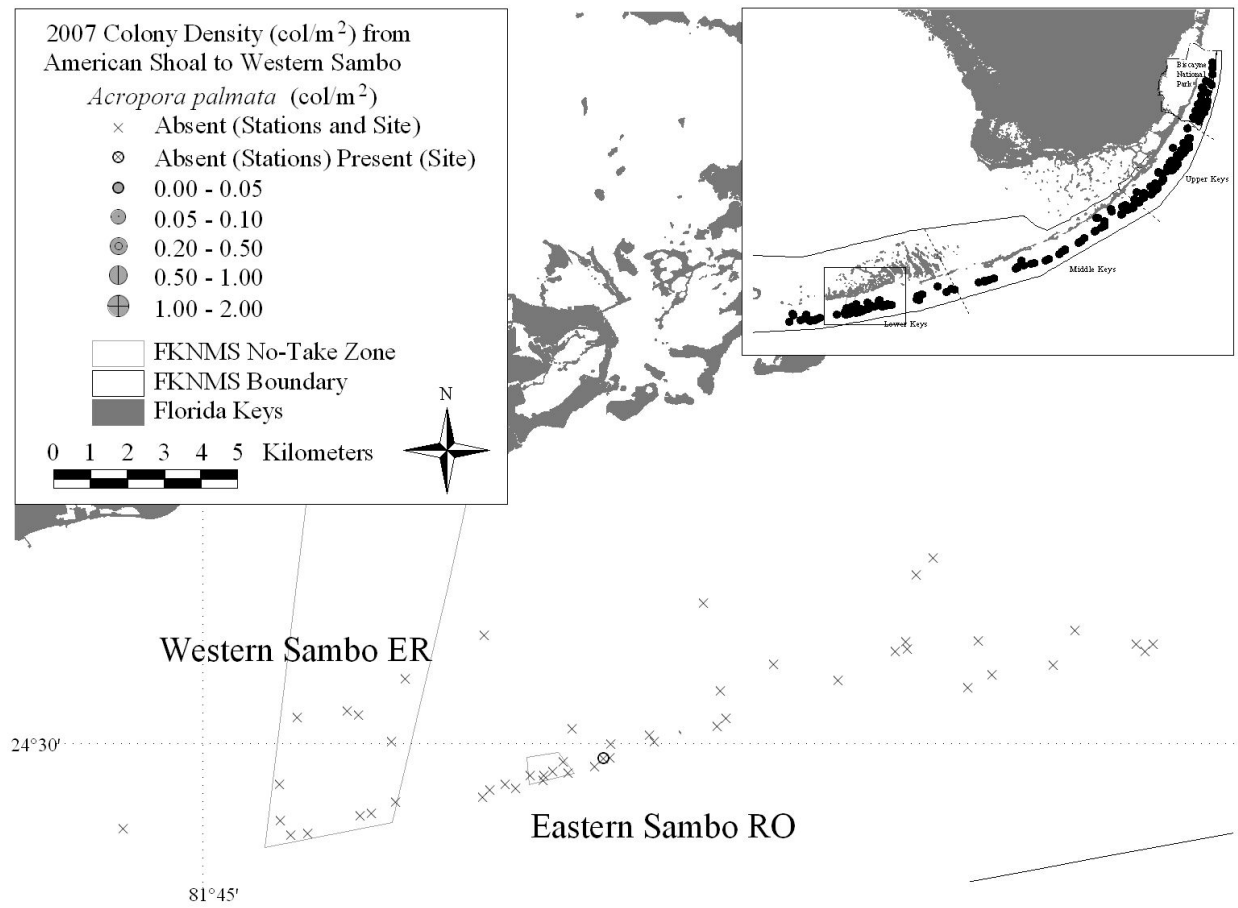 2007 Colony Density (col/m²) from
American Shoal to Western Sambo
Acropora palmata (col/m²)
Absent (Stations and Site)
Absent (Stations) Present (Site)
0.00 - 0.05
0.05 - 0.10
0.20 - 0.50
0.50 - 1.00
1.00 - 2.00
FKNMS No-Take Zone
FKNMS Boundary
Florida Keys
N
0 1 2 3 4 5 Kilometers
Biscayne
National
Park
Upper Keys
Middle Keys
Lower Keys
Western Sambo ER
24°30'
Eastern Sambo RO
81°45'